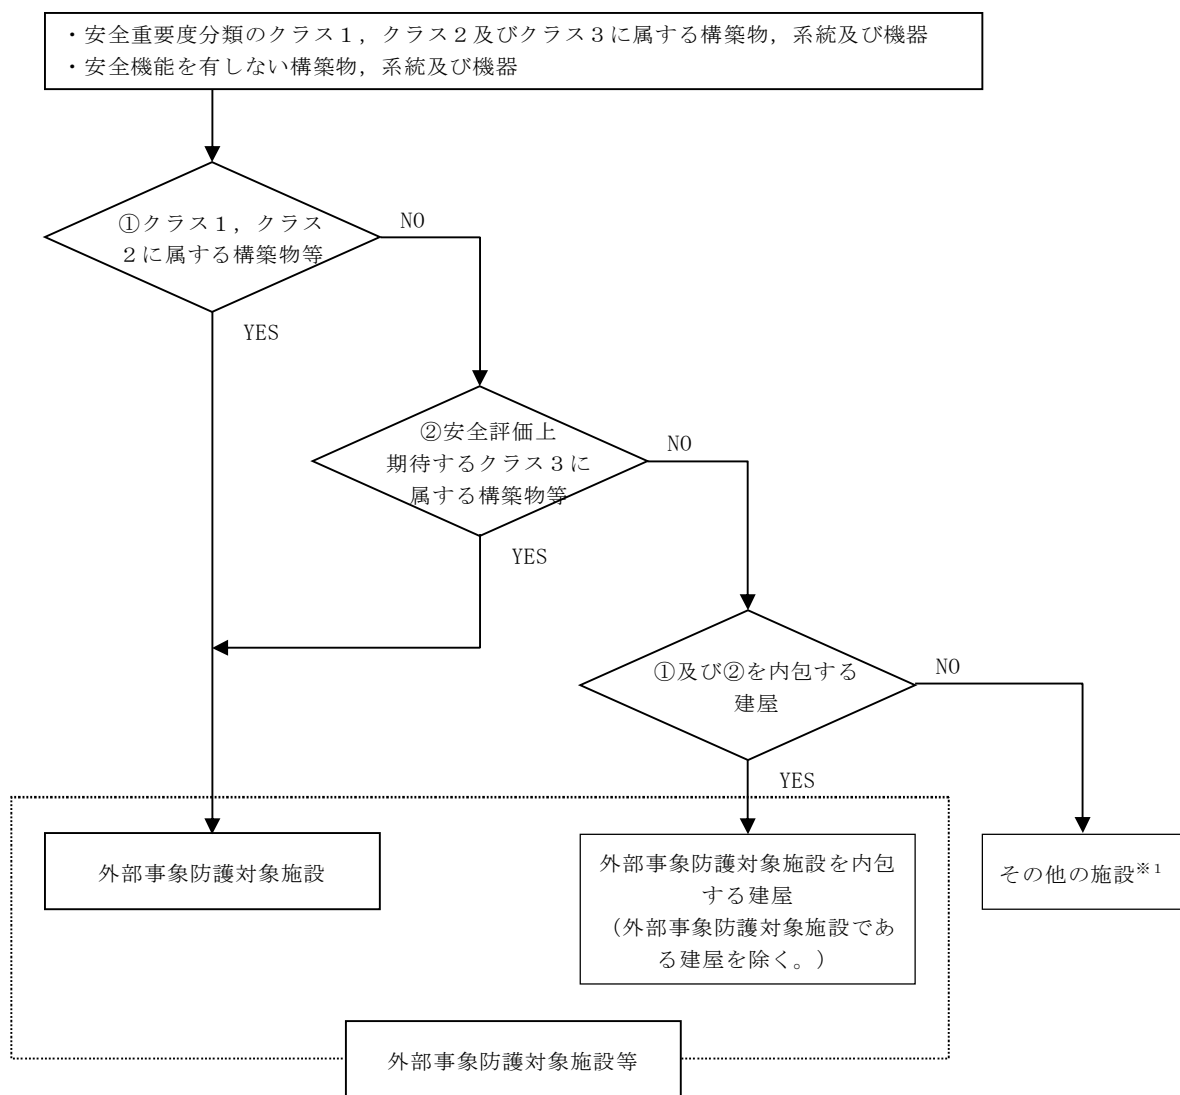 ・安全重要度分類のクラス１，クラス２及びクラス３に属する構築物，系統及び機器
・安全機能を有しない構築物，系統及び機器
①クラス１，クラス
２に属する構築物等
NO
YES
②安全評価上
期待するクラス３に
属する構築物等
NO
YES
①及び②を内包する
建屋
NO
YES
外部事象防護対象施設
外部事象防護対象施設を内包
する建屋
（外部事象防護対象施設であ
る建屋を除く。）
その他の施設※１
外部事象防護対象施設等